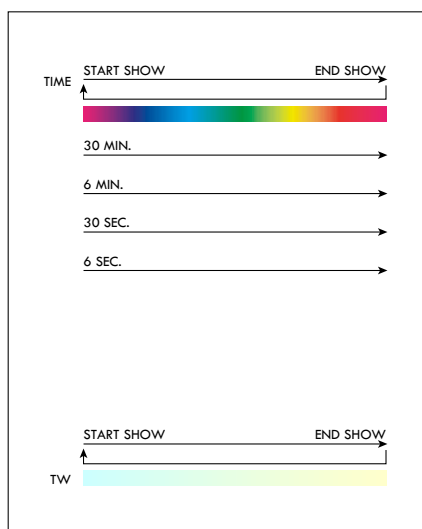 START SHOW END SHOW
TIME
30 MIN.
6 MIN.
30 SEC.
6 SEC.
START SHOW END SHOW
TW